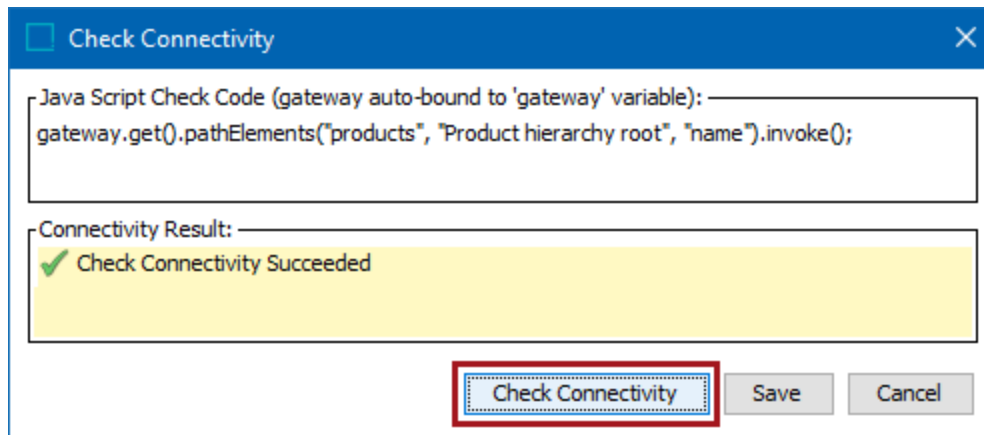 Check Connectivity
Java Script Check Code (gateway auto-bound to 'gateway' variable):
gateway.get().pathElements("products", "Product hierarchy root", "name").invoke();
Connectivity Result:
Check Connectivity Succeeded
Check Connectivity Save Cancel